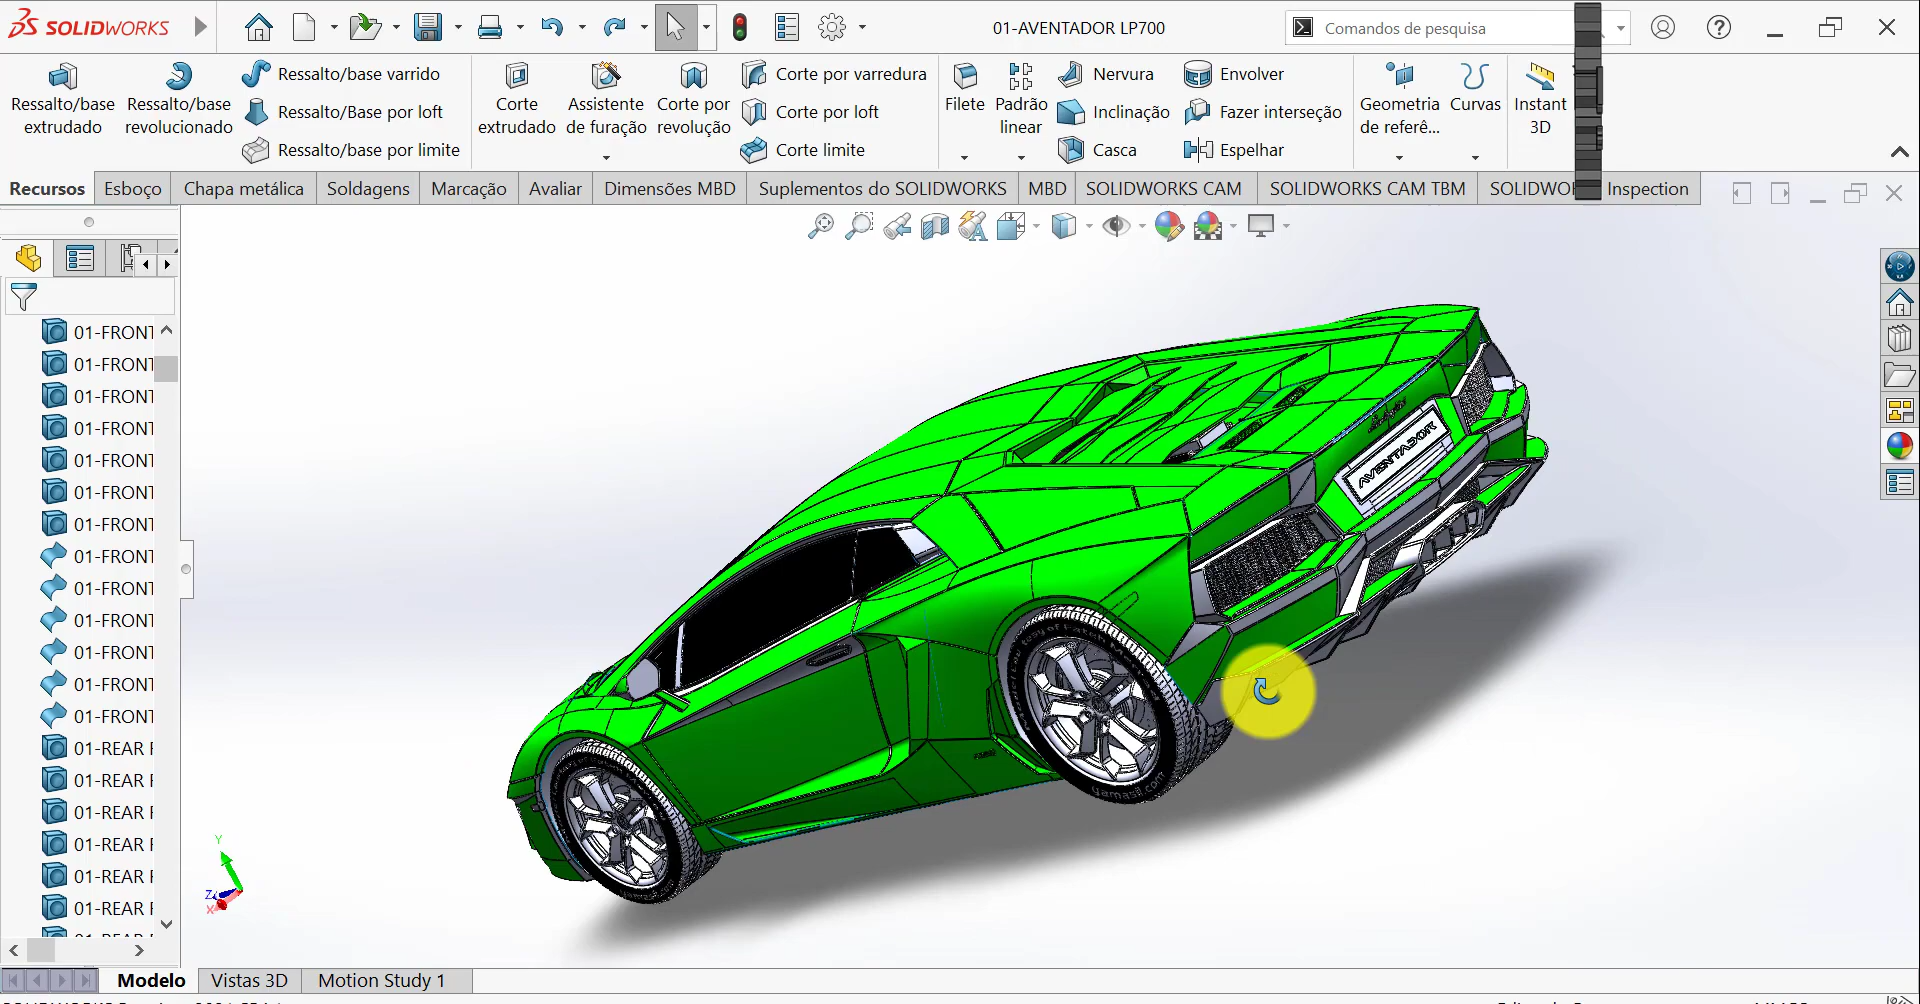 SOLIDWORKS
01-AVENTADOR LP700
Comandos de pesquisa
Ressalto/base extrudado
Ressalto/base revolucionado
Ressalto/base varrido
Ressalto/Base por loft
Ressalto/base por limite
Corte extrudado
Assistente de furação
Corte por revolução
Corte por varredura
Corte por loft
Corte limite
Filete
Padrão linear
Nervura
Inclinação
Casca
Envolver
Fazer interseção
Espelhar
Geometria de referê...
Curvas
Instant 3D
Recursos
Esboço
Chapa metálica
Soldagens
Marcação
Avaliar
Dimensões MBD
Suplementos do SOLIDWORKS
MBD
SOLIDWORKS CAM
SOLIDWORKS CAM TBM
Inspection
01-FRONT
01-FRONT
01-FRONT
01-FRONT
01-FRONT
01-FRONT
01-FRONT
01-FRONT
01-FRONT
01-FRONT
01-FRONT
01-FRONT
01-FRONT
01-REAR
01-REAR
01-REAR
01-REAR
01-REAR
01-REAR
AVENTADOR
Y
Z
X
Modelo
Vistas 3D
Motion Study 1